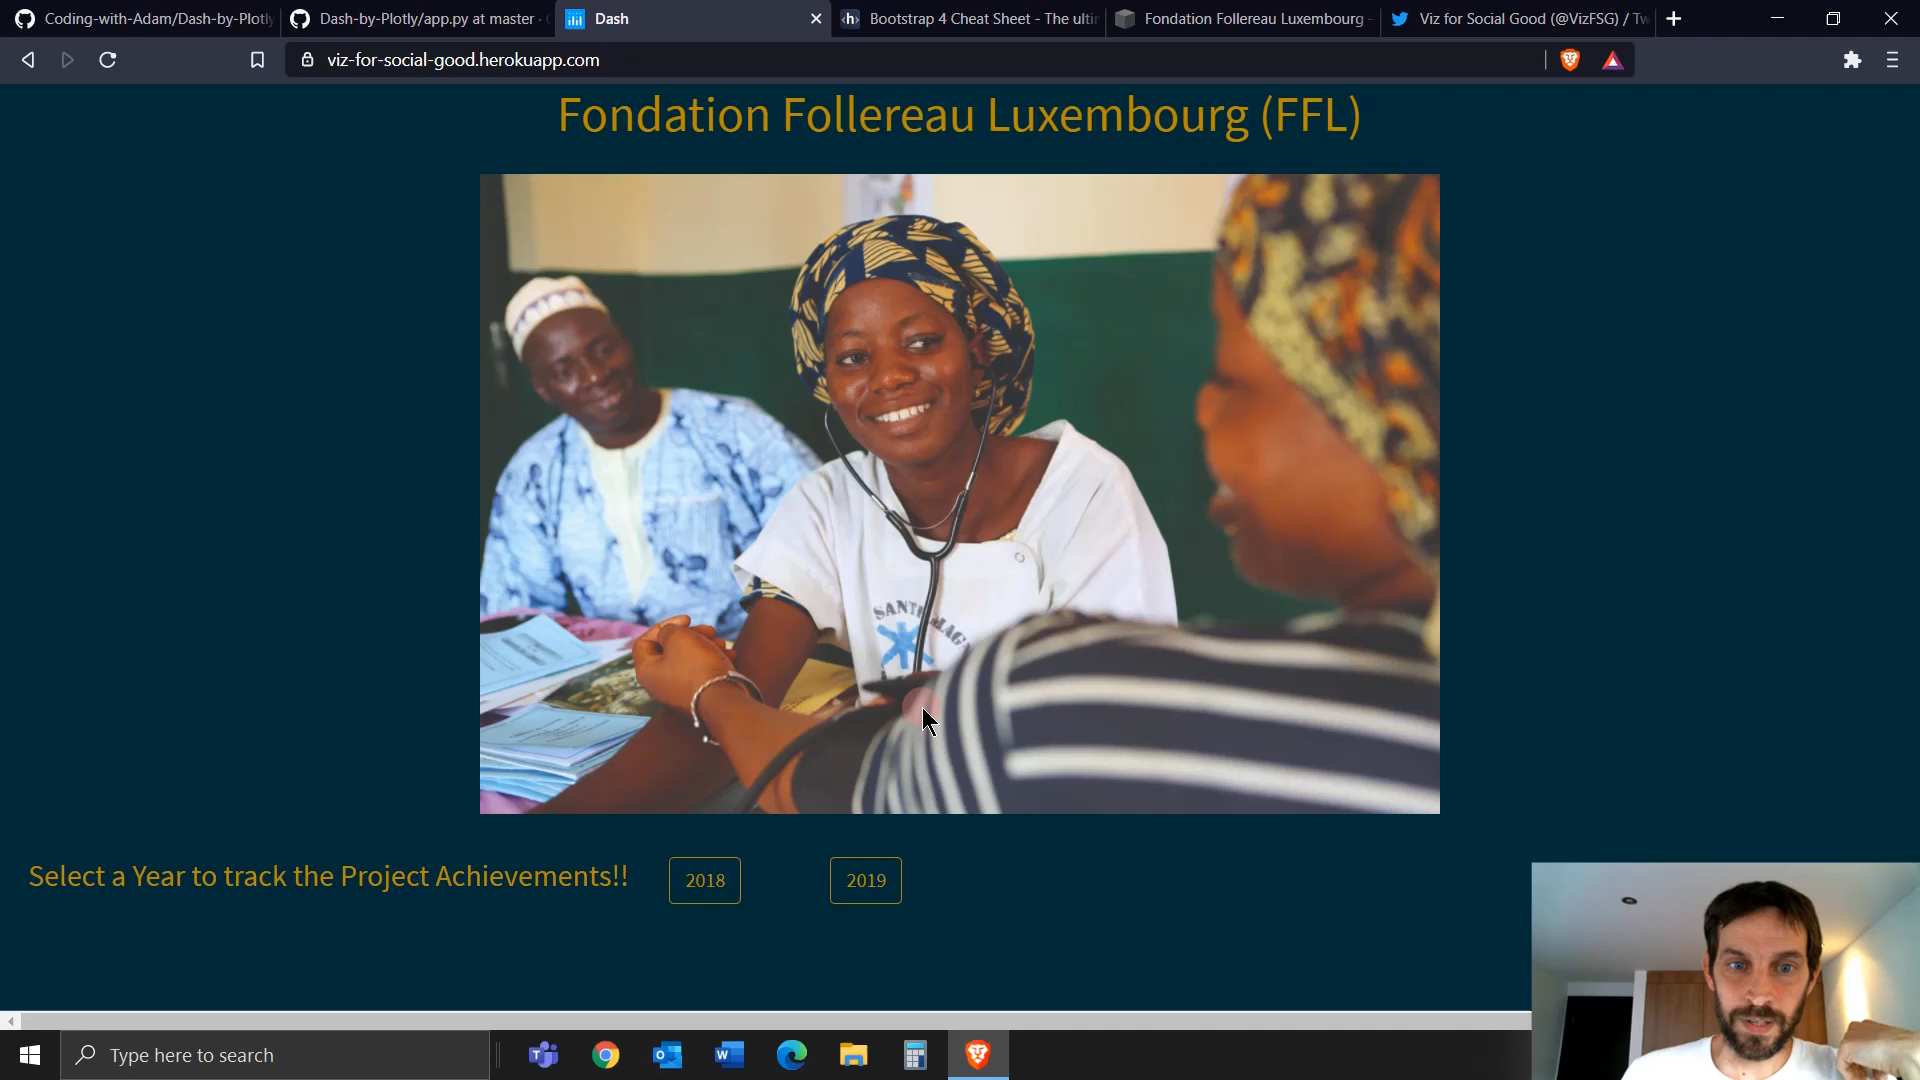 Coding-with-Adam/Dash-by-Plotly
Dash-by-Plotly/app.py at master ·
Dash
Bootstrap 4 Cheat Sheet - The ulti
Fondation Follereau Luxembourg -
Viz for Social Good (@VizFSG) / Tw
viz-for-social-good.herokuapp.com
Fondation Follereau Luxembourg (FFL)
Select a Year to track the Project Achievements!!
2018
2019
Type here to search